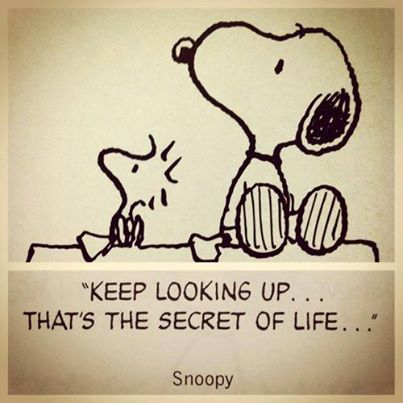 "KEEP LOOKING UP...
THAT'S THE SECRET OF LIFE..."
Snoopy